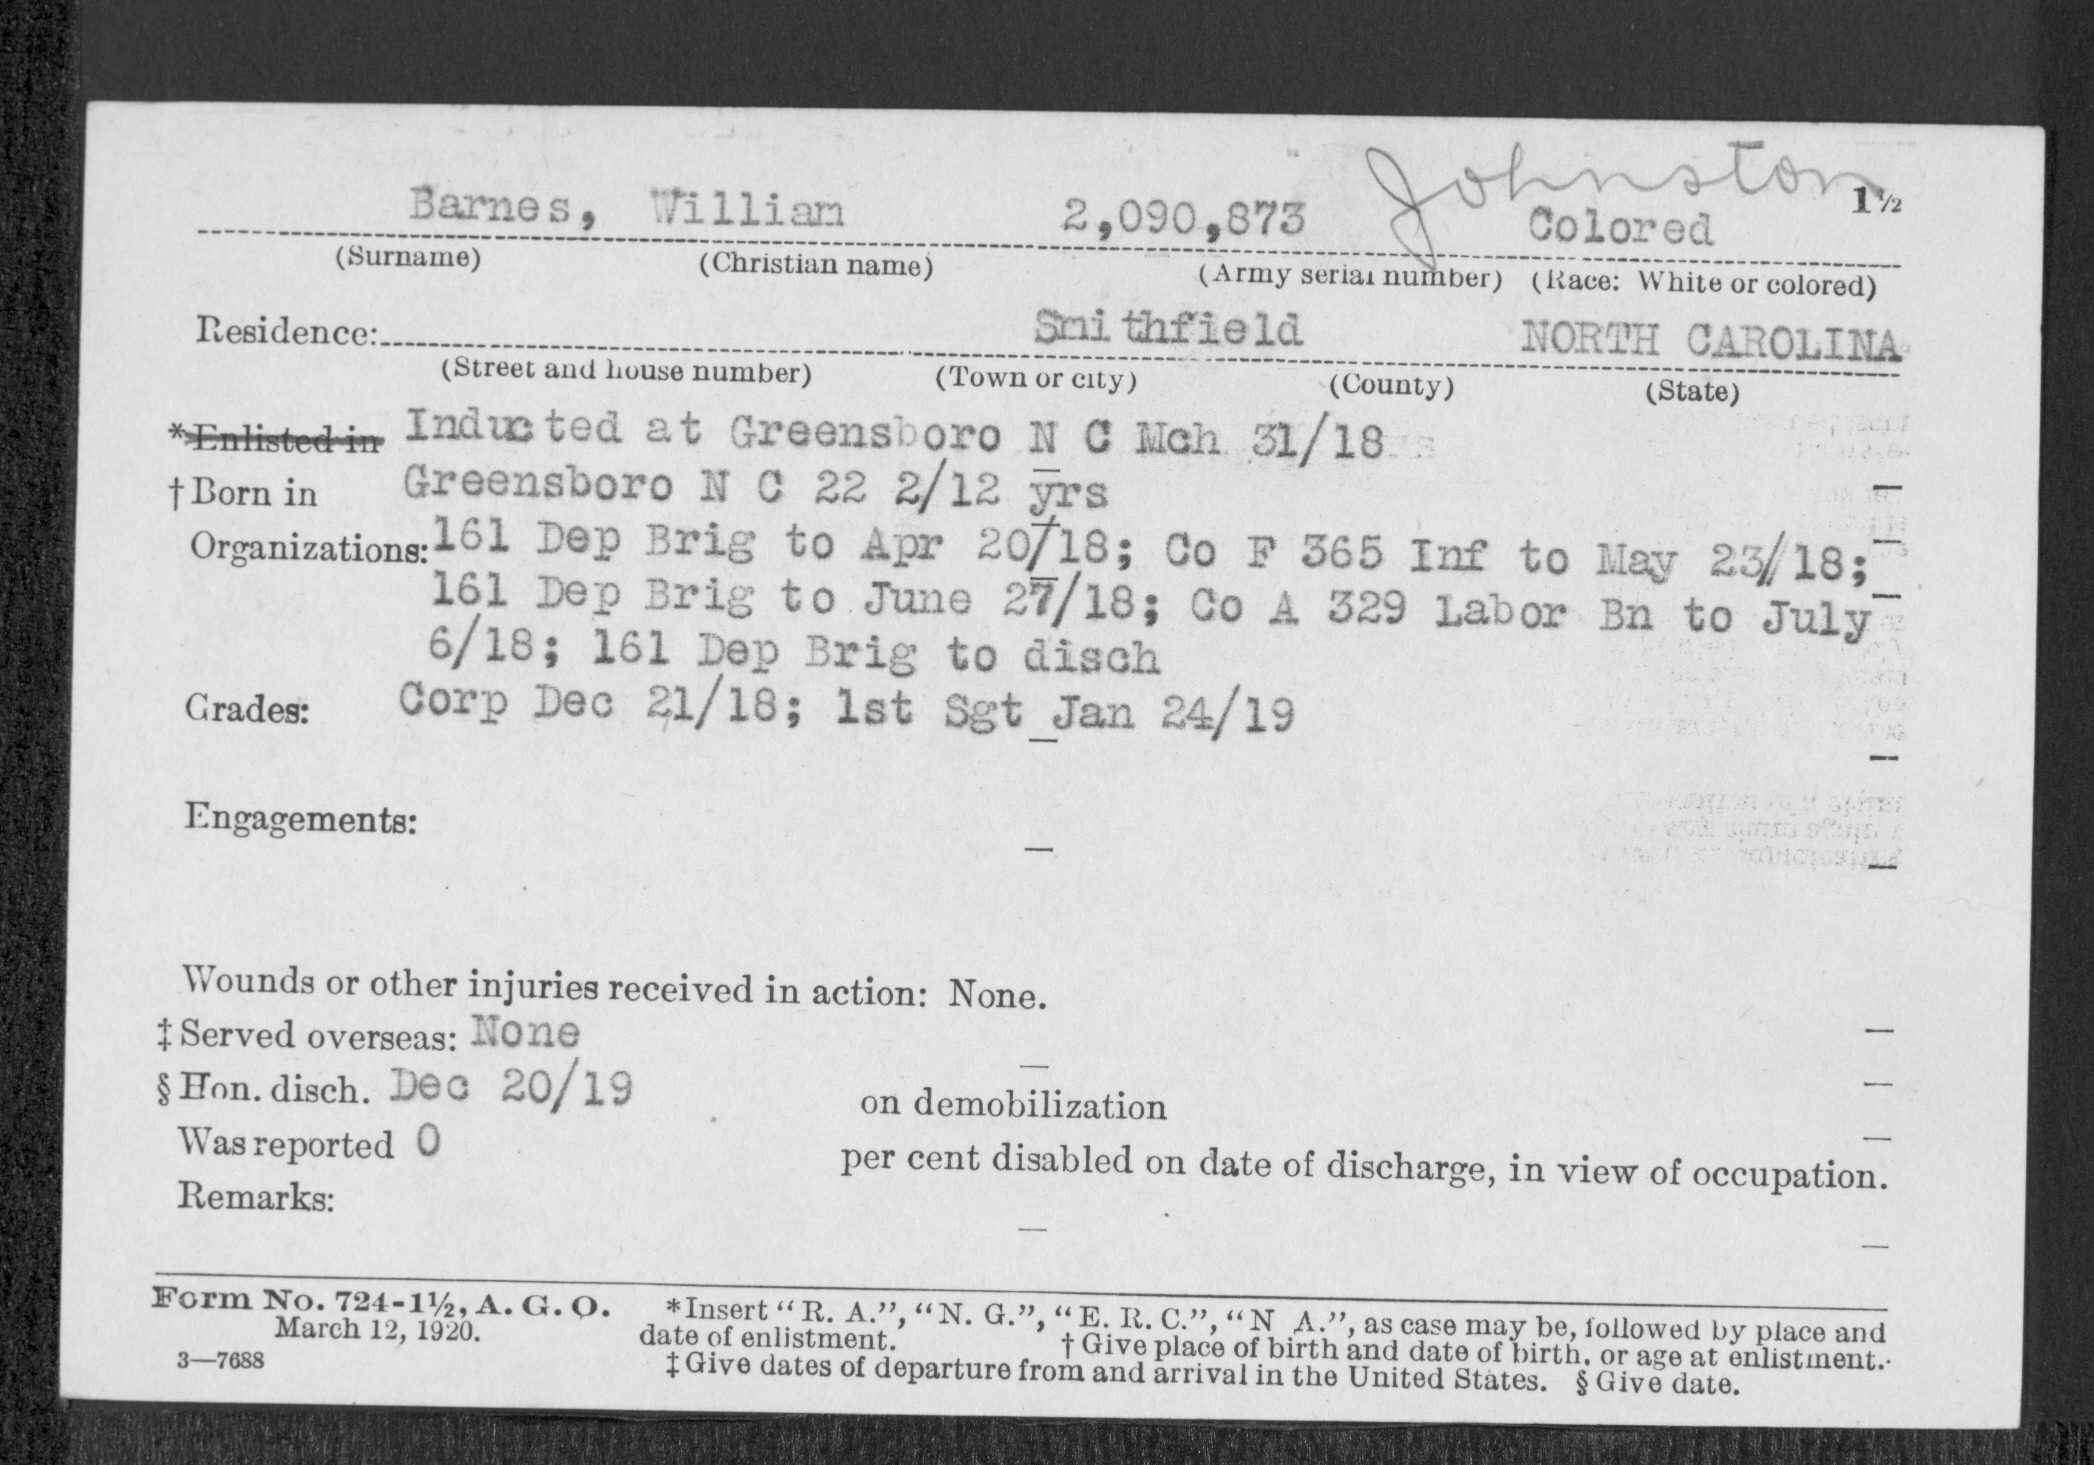 Johnston
1½
Barnes, William 2,090,873 Colored
(Surname) (Christian name) (Army serial number) (Race: White or colored)
Residence: Smithfield NORTH CAROLINA
(Street and house number) (Town or city) (County) (State)
*Enlisted in Inducted at Greensboro N C Mch 31/18
†Born in Greensboro N C 22 2/12 yrs
Organizations: 161 Dep Brig to Apr 20/18; Co F 365 Inf to May 23/18;
161 Dep Brig to June 27/18; Co A 329 Labor Bn to July
6/18; 161 Dep Brig to disch
Grades: Corp Dec 21/18; 1st Sgt Jan 24/19
Engagements:
Wounds or other injuries received in action: None.
‡Served overseas: None
§Hon. disch. Dec 20/19 on demobilization
Was reported 0 per cent disabled on date of discharge, in view of occupation.
Remarks:
Form No. 724-1½, A. G. O.
March 12, 1920.
3—7688
*Insert "R. A.", "N. G.", "E. R. C.", "N A.", as case may be, followed by place and
date of enlistment. †Give place of birth and date of birth, or age at enlistment.
‡Give dates of departure from and arrival in the United States. §Give date.